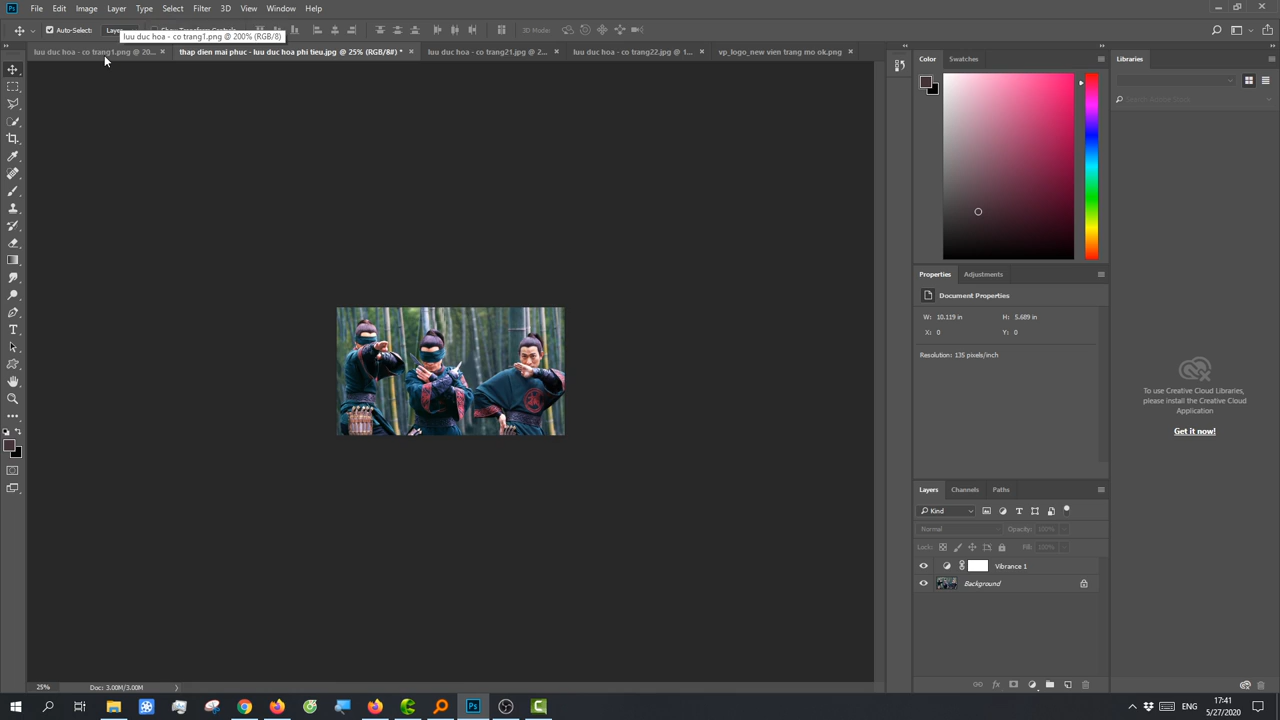 File Edit Image Layer Type Select Filter 3D View Window Help
Auto-Select: Layer 3D Mode:
luu duc hoa - co trang1.png @ 200% (RGB/8)
luu duc hoa - co trang1.png @ 20... × thap dien mai phuc - luu duc hoa phi tieu.jpg @ 25% (RGB/8#) * × luu duc hoa - co trang21.jpg @ 2... × luu duc hoa - co trang22.jpg @ 1... × vp_logo_new vien trang mo ok.png ×
Color Swatches Libraries
Properties Adjustments
Document Properties
W: 10.119 in H: 5.689 in
X: 0 Y: 0
Resolution: 135 pixels/inch
To use Creative Cloud Libraries,
please install the Creative Cloud
Application
Get it now!
Layers Channels Paths
Kind
Normal Opacity: 100%
Lock: Fill: 100%
Vibrance 1
Background
25% Doc: 3.00M/3.00M
ENG 17:41
5/27/2020